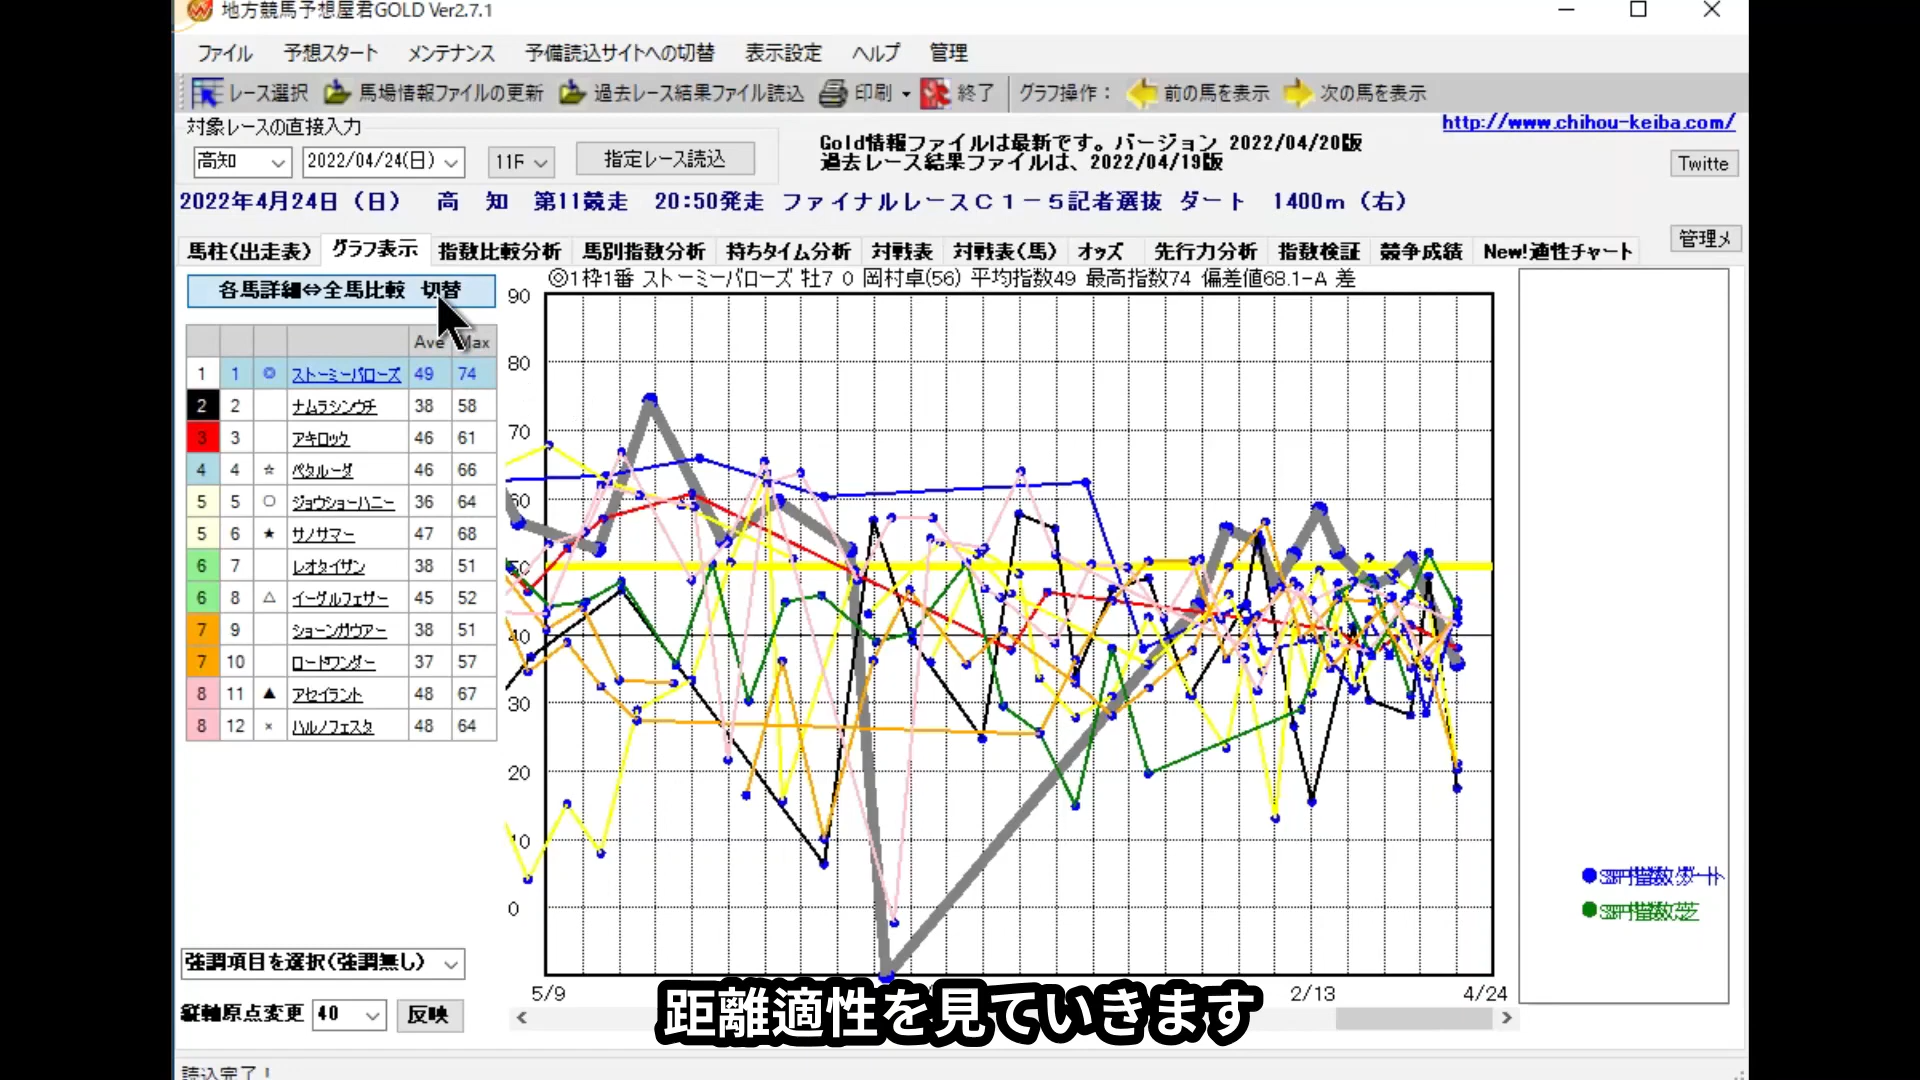 地方競馬予想屋君GOLD Ver2.7.1
ファイル 予想スタート メンテナンス 予備読込サイトへの切替 表示設定 ヘルプ 管理
レース選択 馬場情報ファイルの更新 過去レース結果ファイル読込 印刷 終了 グラフ操作： 前の馬を表示 次の馬を表示
対象レースの直接入力
http://www.chihou-keiba.com/
高知 2022/04/24(日) 11R 指定レース読込
Gold情報ファイルは最新です。バージョン 2022/04/20版
過去レース結果ファイルは、2022/04/19版
Twitte
2022年4月24日（日） 高 知 第11競走 20:50発走 ファイナルレースＣ１－５記者選抜 ダート 1400m（右）
管理メ
馬柱(出走表) グラフ表示 指数比較分析 馬別指数分析 持ちタイム分析 対戦表 対戦表(馬) オッズ 先行力分析 指数検証 競争成績 New!適性チャート
各馬詳細⇔全馬比較 切替
◎1枠1番 ストーミーバローズ 牡7 0 岡村卓(56) 平均指数49 最高指数74 偏差値68.1-A 差
Ave Max
1 1 ◎ ストーミーバローズ 49 74
2 2 ナムラシンウチ 38 58
3 3 アキロック 46 61
4 4 ☆ ペタルーダ 46 66
5 5 ○ ジョウショーハニー 36 64
5 6 ★ サノサマー 47 68
6 7 レオタイザン 38 51
6 8 △ イーグルフェザー 45 52
7 9 ショーンガウアー 38 51
7 10 ロードワンダー 37 57
8 11 ▲ アセイラント 48 67
8 12 × ハルノフェスタ 48 64
90
80
70
60
50
40
30
20
10
0
5/9 2/13 4/24
強調項目を選択(強調無し)
縦軸原点変更 40 反映
距離適性を見ていきます
読込完了！